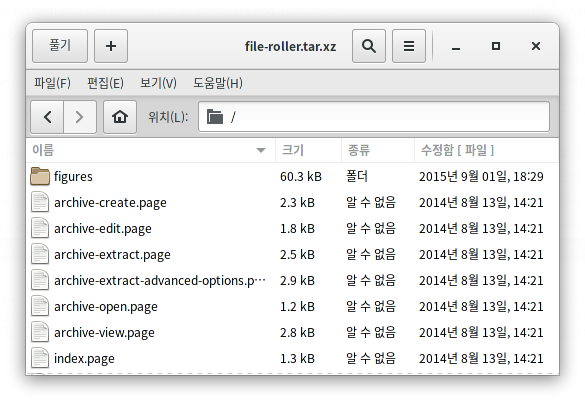 풀기 + file-roller.tar.xz
파일(F) 편집(E) 보기(V) 도움말(H)
위치(L): /
이름 크기 종류 수정함 [ 파일 ]
figures 60.3 kB 폴더 2015년 9월 01일, 18:29
archive-create.page 2.3 kB 알 수 없음 2014년 8월 13일, 14:21
archive-edit.page 1.8 kB 알 수 없음 2014년 8월 13일, 14:21
archive-extract.page 2.5 kB 알 수 없음 2014년 8월 13일, 14:21
archive-extract-advanced-options.p… 2.9 kB 알 수 없음 2014년 8월 13일, 14:21
archive-open.page 1.2 kB 알 수 없음 2014년 8월 13일, 14:21
archive-view.page 2.8 kB 알 수 없음 2014년 8월 13일, 14:21
index.page 1.3 kB 알 수 없음 2014년 8월 13일, 14:21